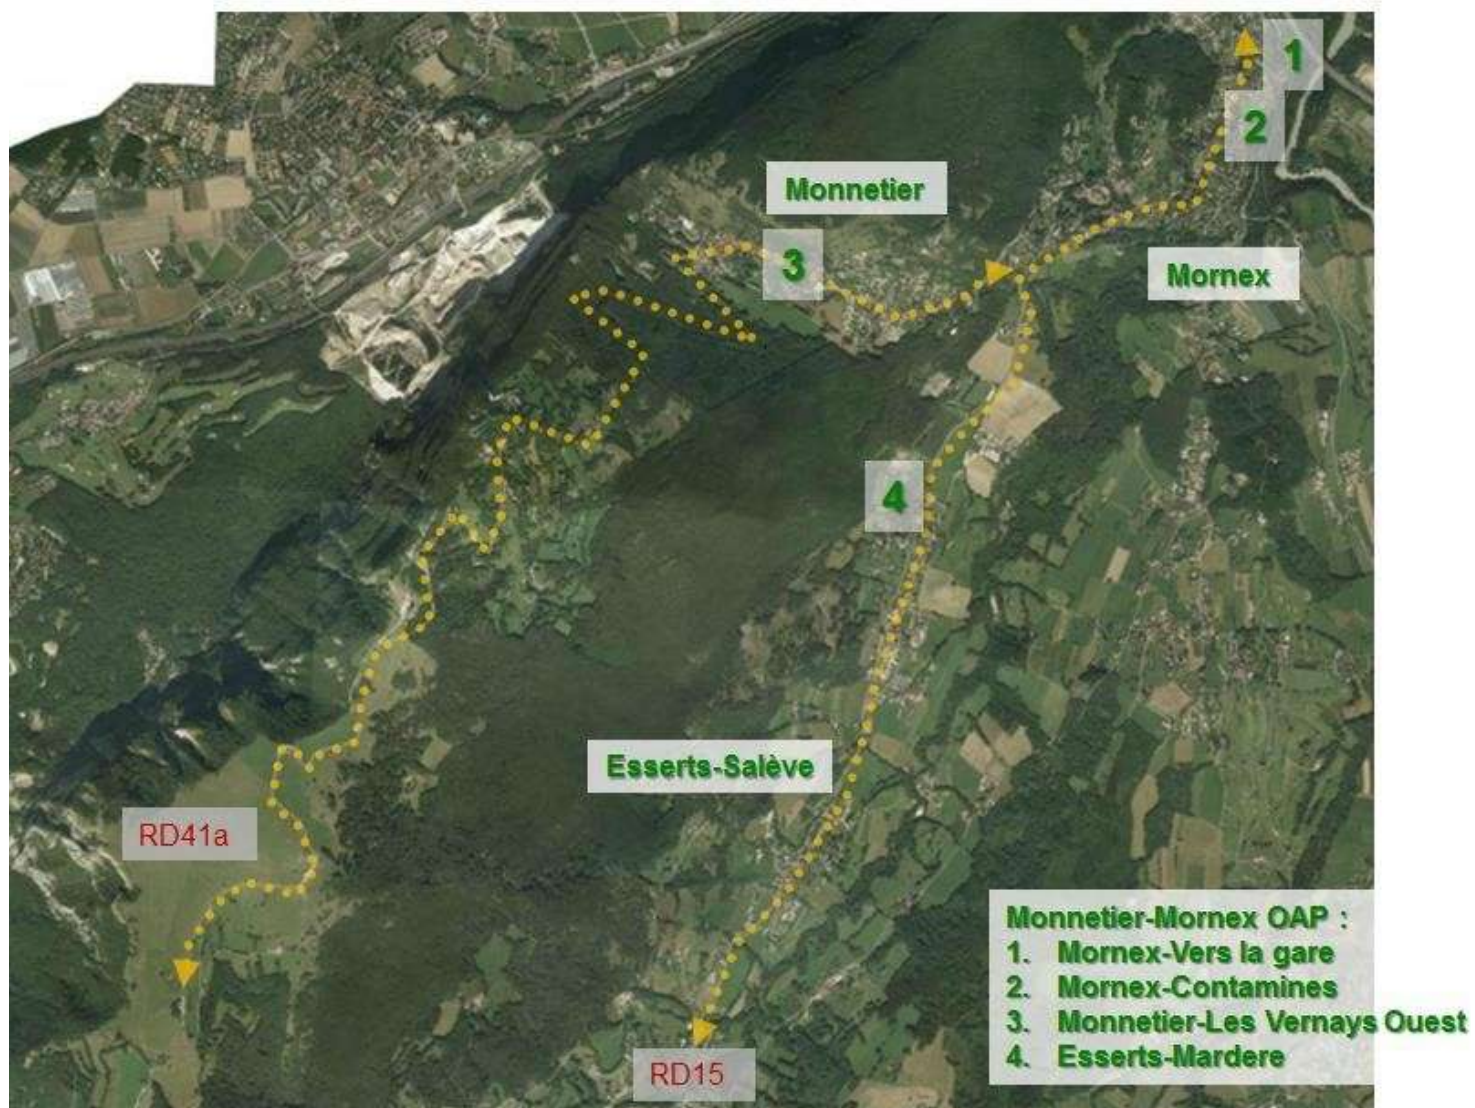 1
2
Monnetier
3
Mornex
4
Esserts-Salève
RD41a
Monnetier-Mornex OAP :
1. Mornex-Vers la gare
2. Mornex-Contamines
3. Monnetier-Les Vernays Ouest
4. Esserts-Mardere
RD15